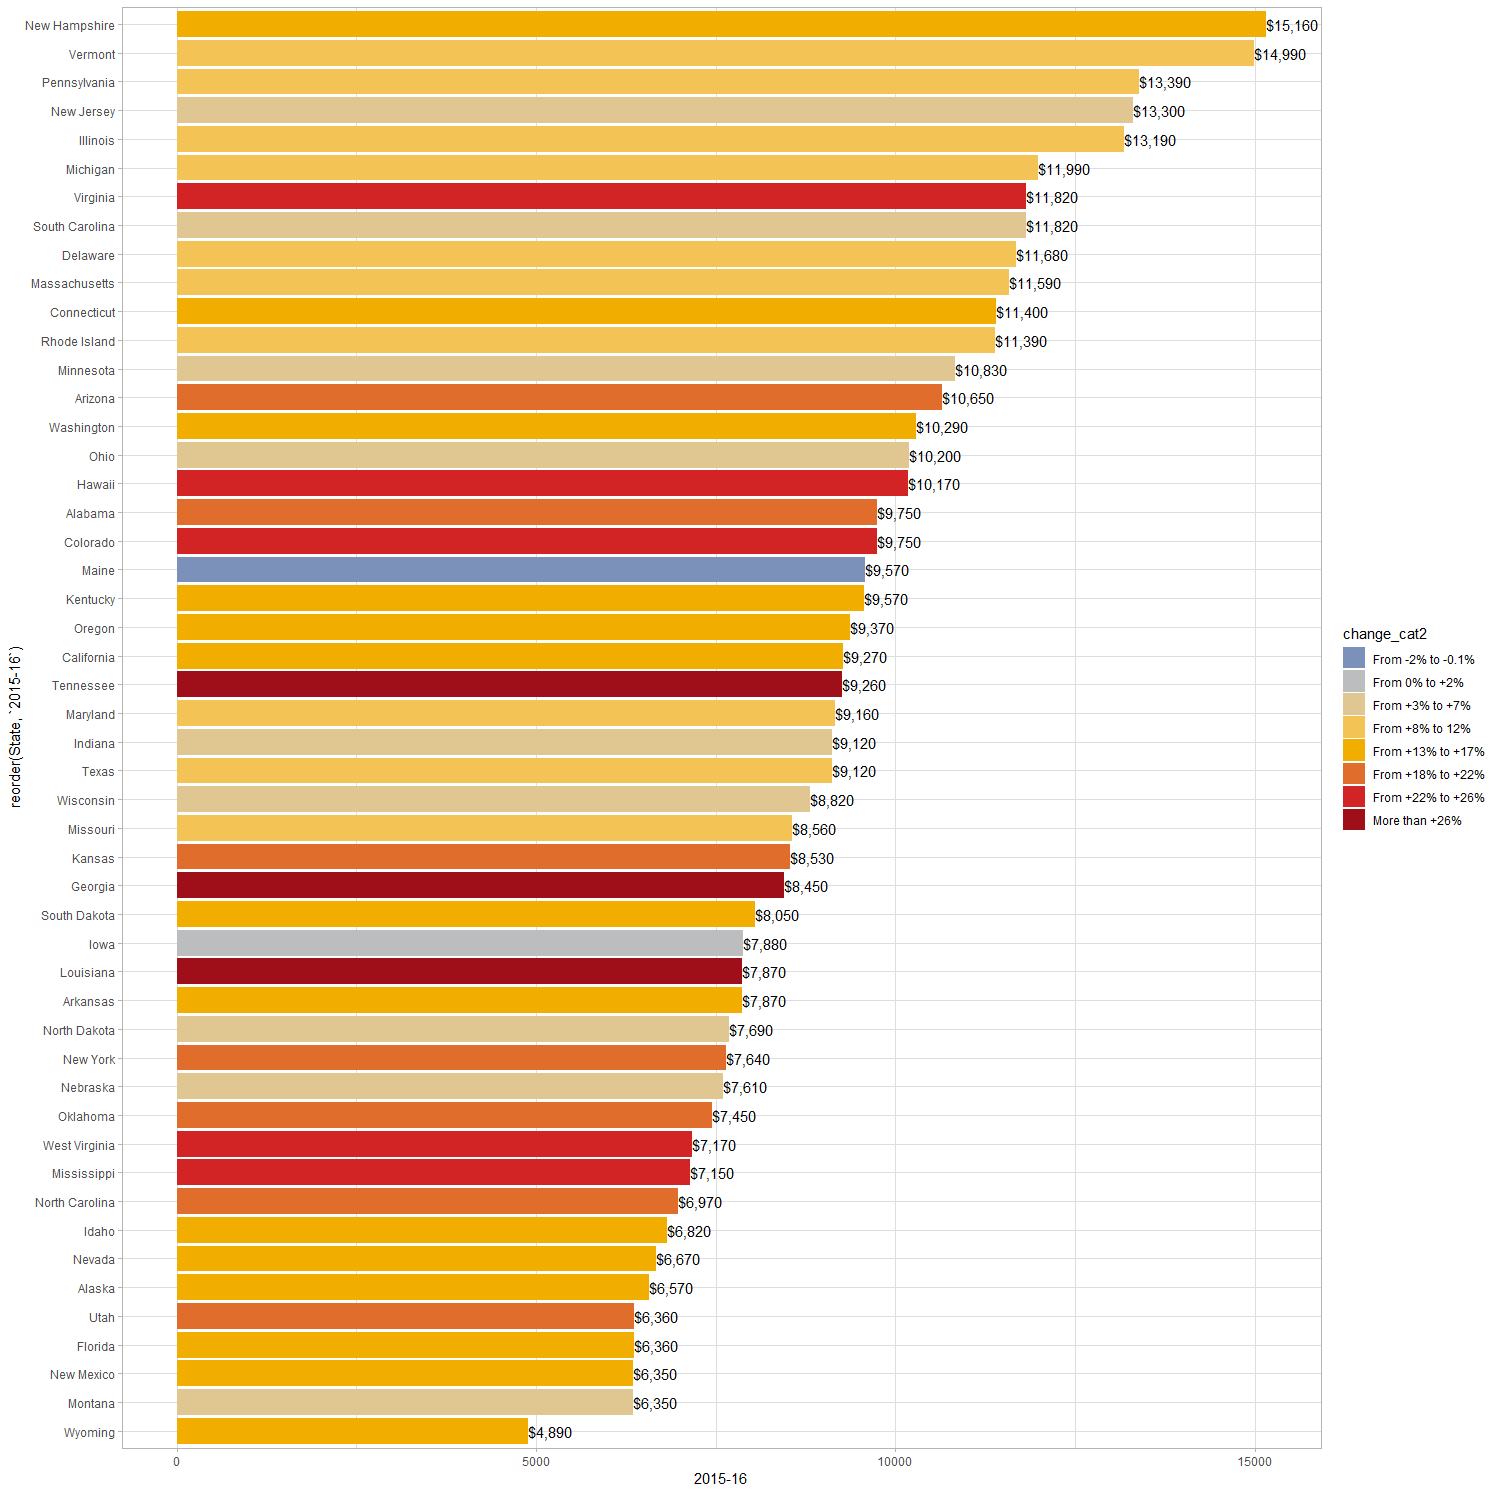 New Hampshire $15,160
Vermont $14,990
Pennsylvania $13,390
New Jersey $13,300
Illinois $13,190
Michigan $11,990
Virginia $11,820
South Carolina $11,820
Delaware $11,680
Massachusetts $11,590
Connecticut $11,400
Rhode Island $11,390
Minnesota $10,830
Arizona $10,650
Washington $10,290
Ohio $10,200
Hawaii $10,170
Alabama $9,750
Colorado $9,750
Maine $9,570
Kentucky $9,570
Oregon $9,370
California $9,270
Tennessee $9,260
Maryland $9,160
Indiana $9,120
Texas $9,120
Wisconsin $8,820
Missouri $8,560
Kansas $8,530
Georgia $8,450
South Dakota $8,050
Iowa $7,880
Louisiana $7,870
Arkansas $7,870
North Dakota $7,690
New York $7,640
Nebraska $7,610
Oklahoma $7,450
West Virginia $7,170
Mississippi $7,150
North Carolina $6,970
Idaho $6,820
Nevada $6,670
Alaska $6,570
Utah $6,360
Florida $6,360
New Mexico $6,350
Montana $6,350
Wyoming $4,890
0 5000 10000 15000
2015-16
reorder(State, `2015-16`)
change_cat2
From -2% to -0.1%
From 0% to +2%
From +3% to +7%
From +8% to 12%
From +13% to +17%
From +18% to +22%
From +22% to +26%
More than +26%